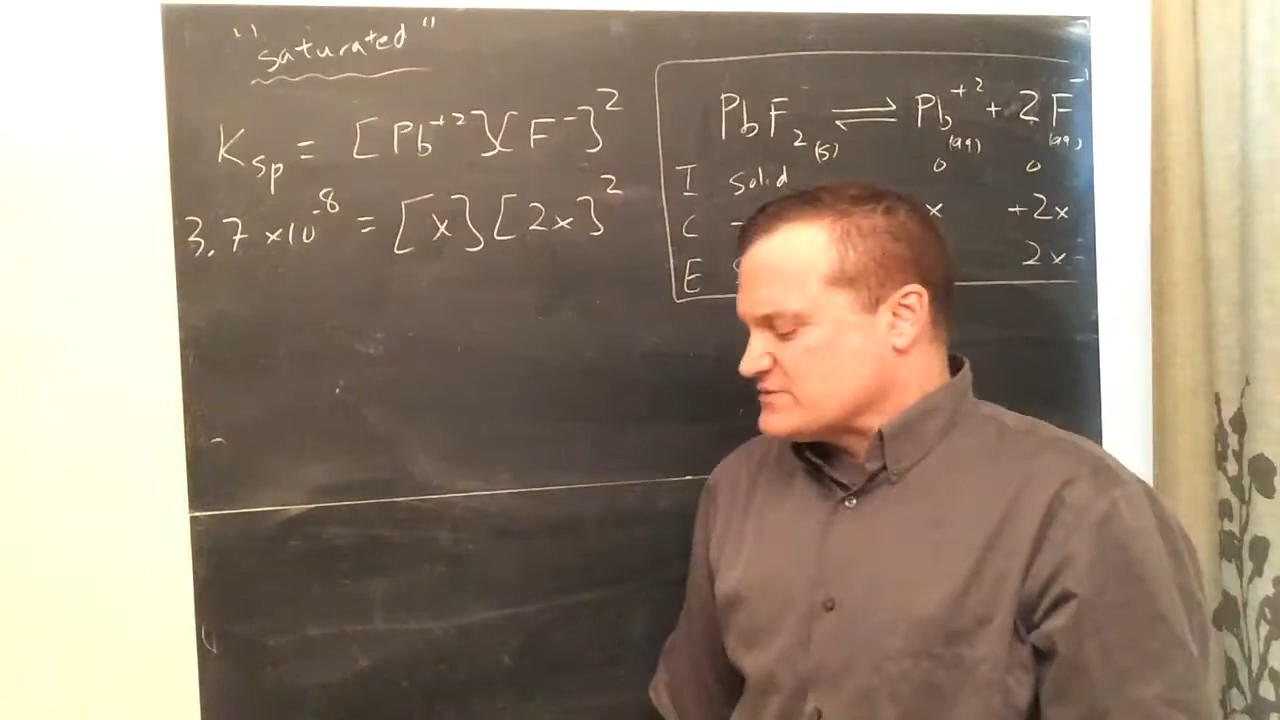 "saturated"
Ksp = [Pb⁺²][F⁻]²
3.7 x10⁻⁸ = [x][2x]²
PbF₂(s) ⇌ Pb⁺²(aq) + 2F⁻¹(aq)
I solid 0 0
C - x +2x
E 2x